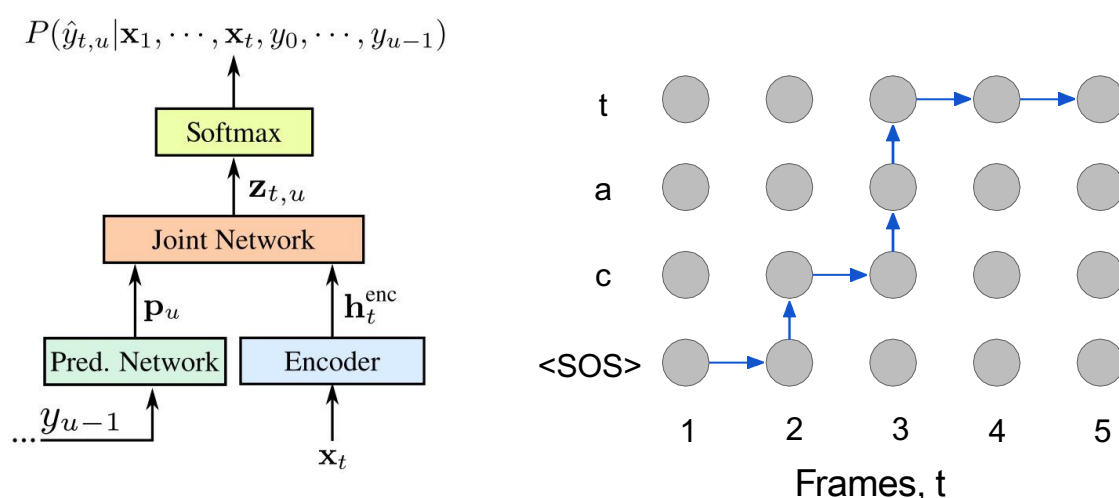 P(ŷ_{t,u}|x_1, ⋯, x_t, y_0, ⋯, y_{u−1})
Softmax
z_{t,u}
Joint Network
p_u
h_t^{enc}
Pred. Network
Encoder
... y_{u−1}
x_t
t
a
c
<SOS>
1 2 3 4 5
Frames, t